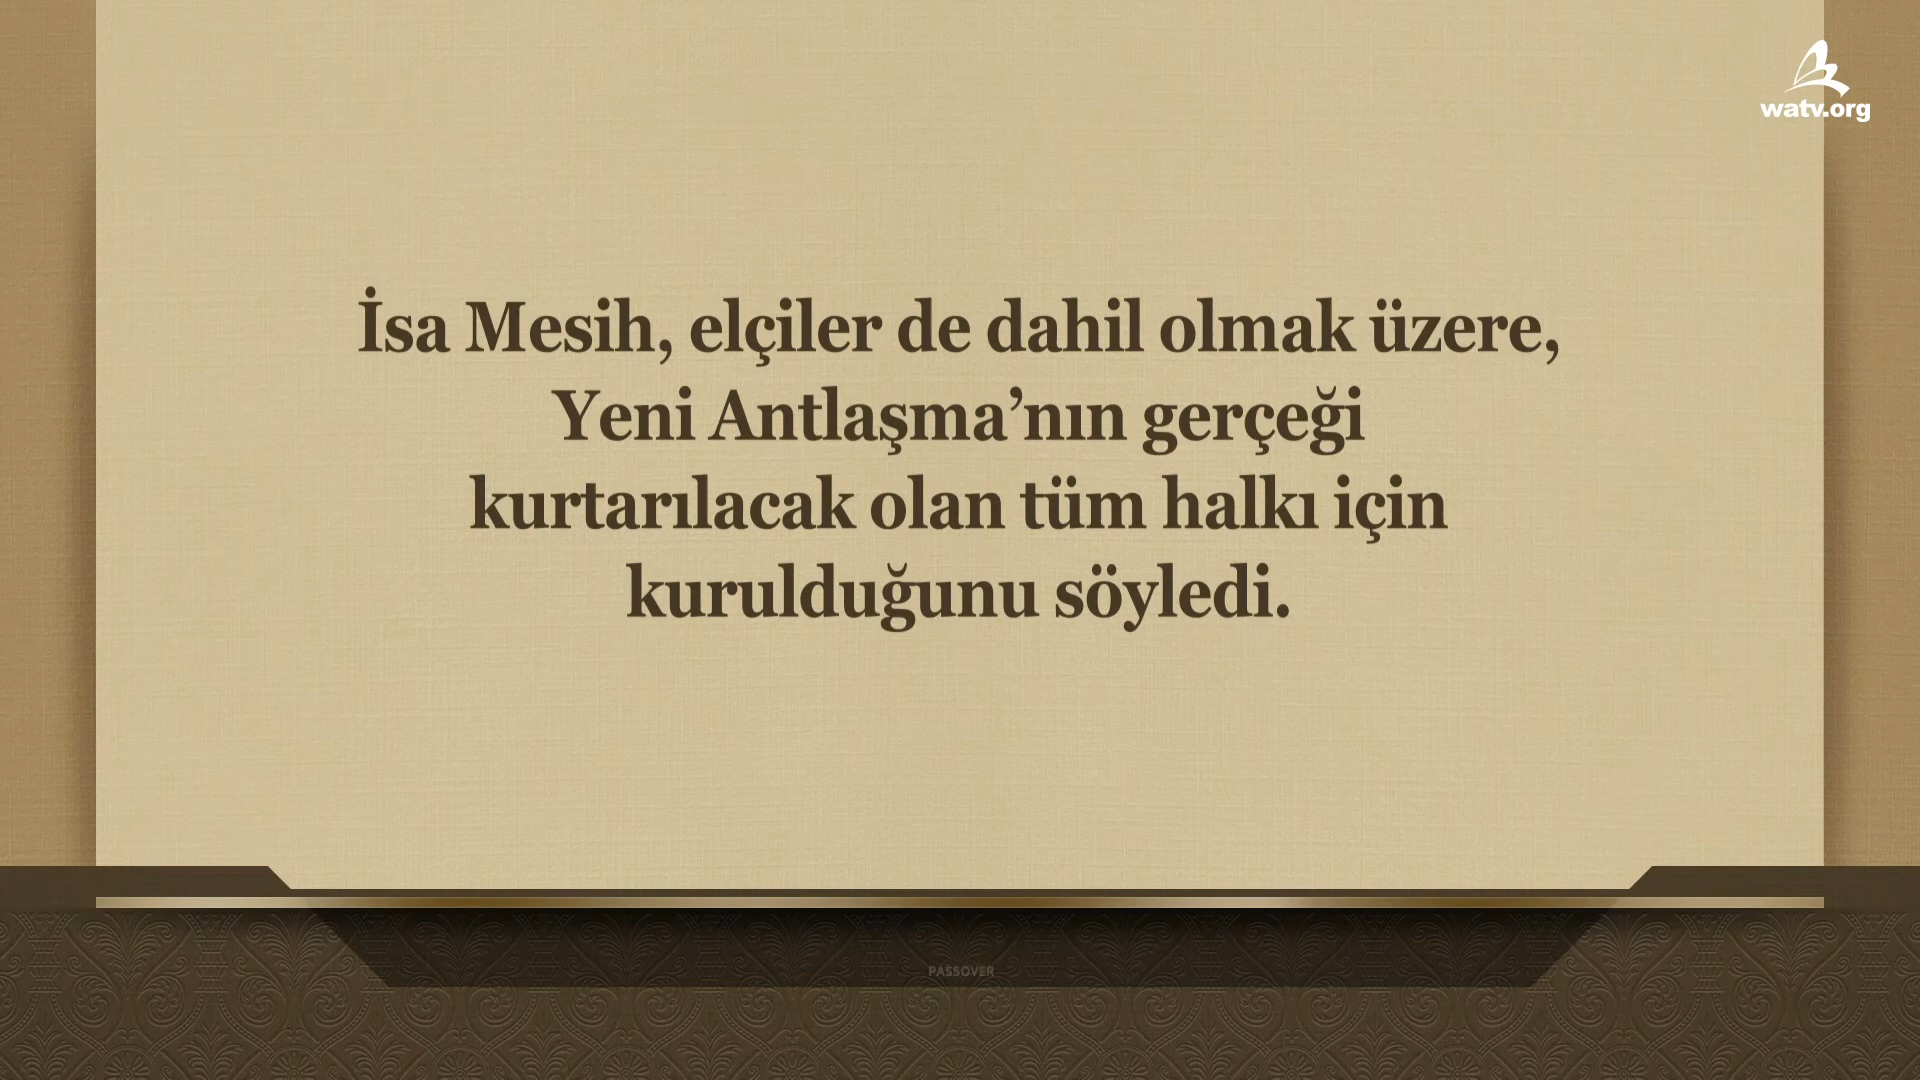 watv.org
İsa Mesih, elçiler de dahil olmak üzere,
Yeni Antlaşma’nın gerçeği
kurtarılacak olan tüm halkı için
kurulduğunu söyledi.
PASSOVER